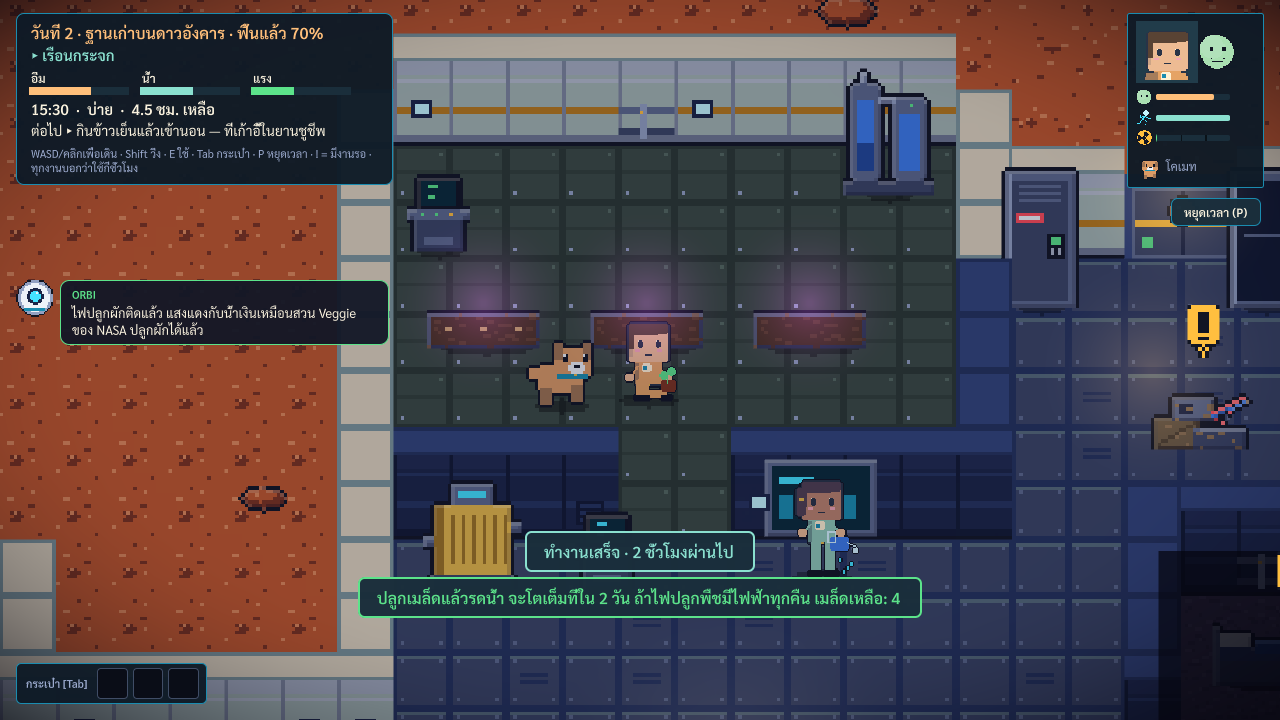 วันที่ 2 · ฐานเก่าบนดาวอังคาร · ฟื้นแล้ว 70%
‣ เรือนกระจก
อิ่ม น้ำ แรง
15:30 · บ่าย · 4.5 ชม. เหลือ
ต่อไป ‣ กินข้าวเย็นแล้วเข้านอน — ที่เก้าอี้ในยานชูชีพ
WASD/คลิกเพื่อเดิน · Shift วิ่ง · E ใช้ · Tab กระเป๋า · P หยุดเวลา · ! = มีงานรอ ·
ทุกงานบอกว่าใช้กี่ชั่วโมง
โคเมท
หยุดเวลา (P)
ORBI
ไฟปลูกผักติดแล้ว แสงแดงกับน้ำเงินเหมือนสวน Veggie
ของ NASA ปลูกผักได้แล้ว
ทำงานเสร็จ · 2 ชั่วโมงผ่านไป
ปลูกเมล็ดแล้วรดน้ำ จะโตเต็มที่ใน 2 วัน ถ้าไฟปลูกพืชมีไฟฟ้าทุกคืน เมล็ดเหลือ: 4
กระเป๋า [Tab]